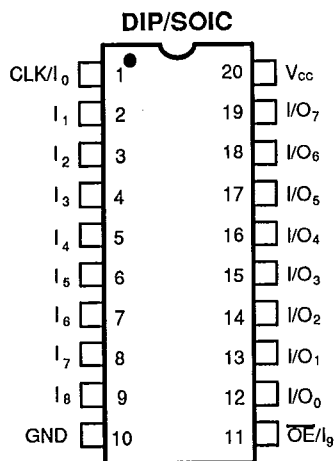 DIP/SOIC
CLK/I₀ 1 20 Vcc
I₁ 2 19 I/O₇
I₂ 3 18 I/O₆
I₃ 4 17 I/O₅
I₄ 5 16 I/O₄
I₅ 6 15 I/O₃
I₆ 7 14 I/O₂
I₇ 8 13 I/O₁
I₈ 9 12 I/O₀
GND 10 11 O̅E̅/I₉